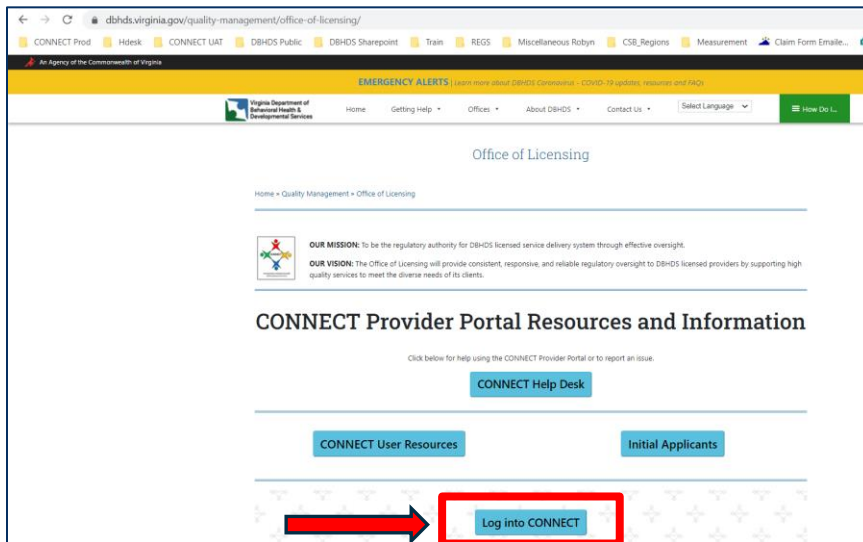 dbhds.virginia.gov/quality-management/office-of-licensing/
CONNECT Prod Hdesk CONNECT UAT DBHDS Public DBHDS Sharepoint Train REGS Miscellaneous Robyn CSB_Regions Measurement Claim Form Emaile...
An Agency of the Commonwealth of Virginia
EMERGENCY ALERTS | Learn more about DBHDS Coronavirus - COVID-19 updates, resources and FAQs
Virginia Department of
Behavioral Health &
Developmental Services
Home Getting Help Offices About DBHDS Contact Us Select Language How Do I...
Office of Licensing
Home » Quality Management » Office of Licensing
OUR MISSION: To be the regulatory authority for DBHDS licensed service delivery system through effective oversight.
OUR VISION: The Office of Licensing will provide consistent, responsive, and reliable regulatory oversight to DBHDS licensed providers by supporting high
quality services to meet the diverse needs of its clients.
CONNECT Provider Portal Resources and Information
Click below for help using the CONNECT Provider Portal or to report an issue.
CONNECT Help Desk
CONNECT User Resources Initial Applicants
Log into CONNECT